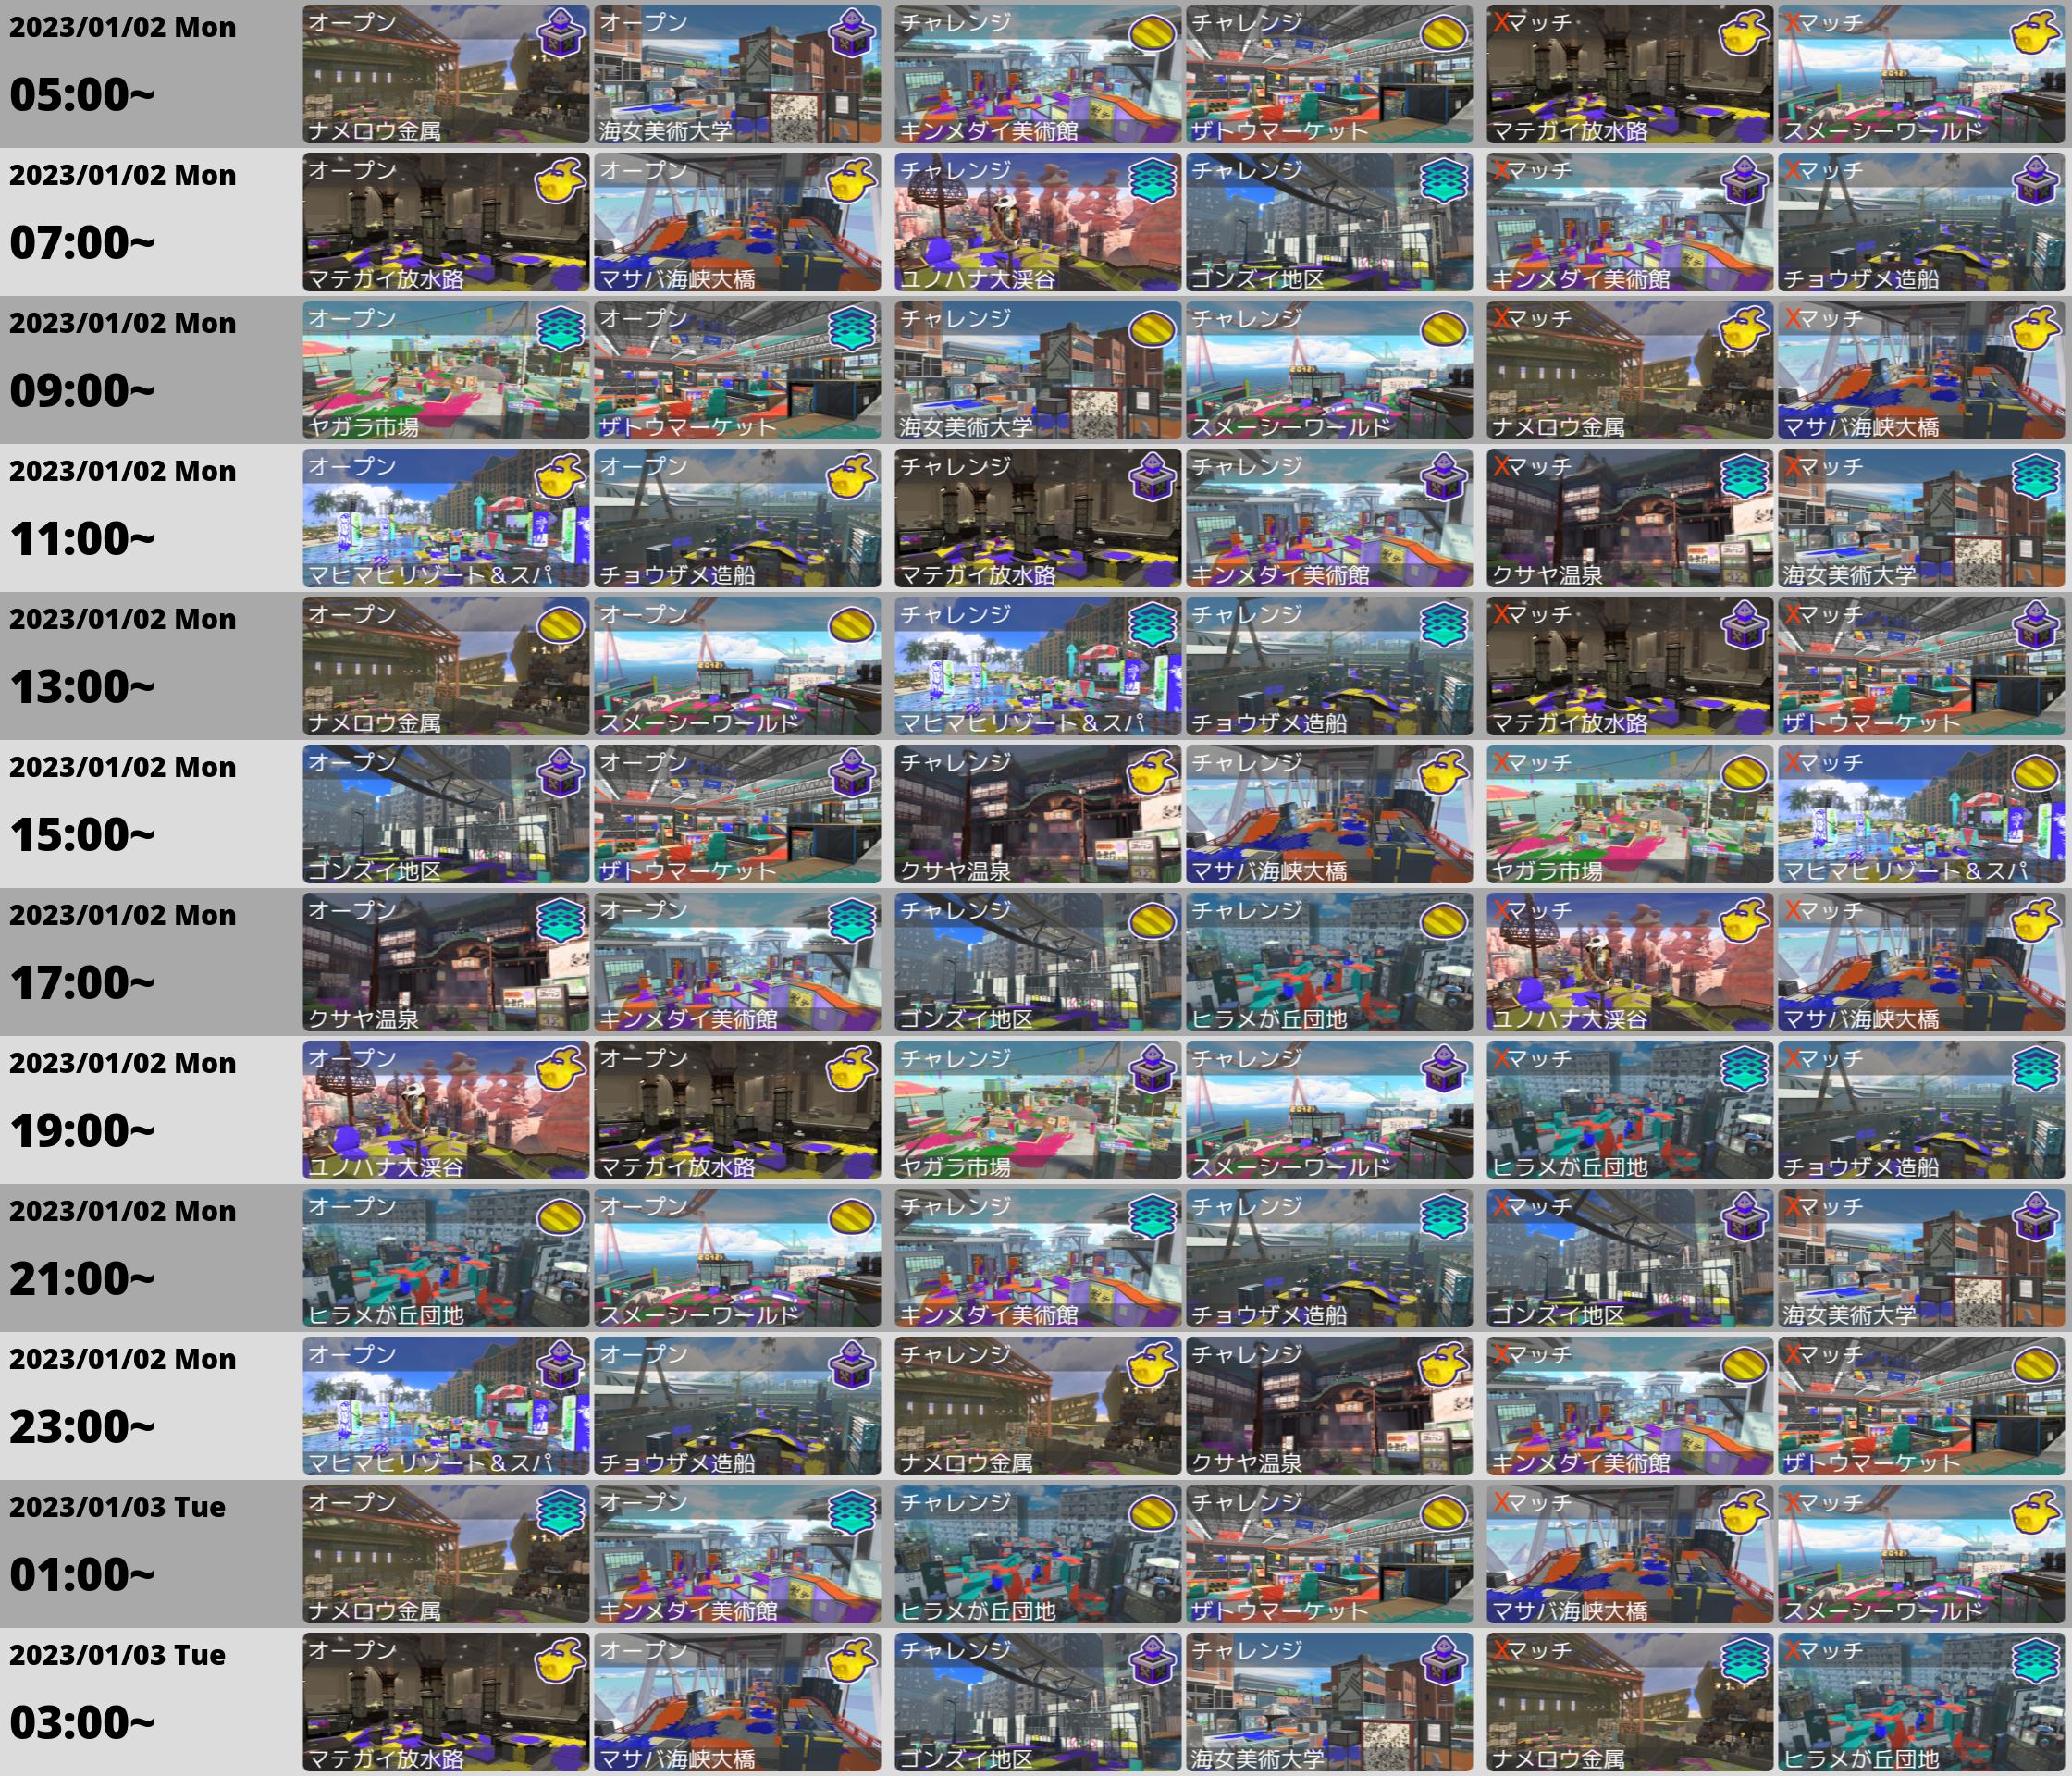 2023/01/02 Mon
05:00~
オープン オープン チャレンジ チャレンジ Xマッチ Xマッチ
ナメロウ金属 海女美術大学 キンメダイ美術館 ザトウマーケット マテガイ放水路 スメーシーワールド
2023/01/02 Mon
07:00~
オープン オープン チャレンジ チャレンジ Xマッチ Xマッチ
マテガイ放水路 マサバ海峡大橋 ユノハナ大渓谷 ゴンズイ地区 キンメダイ美術館 チョウザメ造船
2023/01/02 Mon
09:00~
オープン オープン チャレンジ チャレンジ Xマッチ Xマッチ
ヤガラ市場 ザトウマーケット 海女美術大学 スメーシーワールド ナメロウ金属 マサバ海峡大橋
2023/01/02 Mon
11:00~
オープン オープン チャレンジ チャレンジ Xマッチ Xマッチ
マヒマヒリゾート&スパ チョウザメ造船 マテガイ放水路 キンメダイ美術館 クサヤ温泉 海女美術大学
2023/01/02 Mon
13:00~
オープン オープン チャレンジ チャレンジ Xマッチ Xマッチ
ナメロウ金属 スメーシーワールド マヒマヒリゾート&スパ チョウザメ造船 マテガイ放水路 ザトウマーケット
2023/01/02 Mon
15:00~
オープン オープン チャレンジ チャレンジ Xマッチ Xマッチ
ゴンズイ地区 ザトウマーケット クサヤ温泉 マサバ海峡大橋 ヤガラ市場 マヒマヒリゾート&スパ
2023/01/02 Mon
17:00~
オープン オープン チャレンジ チャレンジ Xマッチ Xマッチ
クサヤ温泉 キンメダイ美術館 ゴンズイ地区 ヒラメが丘団地 ユノハナ大渓谷 マサバ海峡大橋
2023/01/02 Mon
19:00~
オープン オープン チャレンジ チャレンジ Xマッチ Xマッチ
ユノハナ大渓谷 マテガイ放水路 ヤガラ市場 スメーシーワールド ヒラメが丘団地 チョウザメ造船
2023/01/02 Mon
21:00~
オープン オープン チャレンジ チャレンジ Xマッチ Xマッチ
ヒラメが丘団地 スメーシーワールド キンメダイ美術館 チョウザメ造船 ゴンズイ地区 海女美術大学
2023/01/02 Mon
23:00~
オープン オープン チャレンジ チャレンジ Xマッチ Xマッチ
マヒマヒリゾート&スパ チョウザメ造船 ナメロウ金属 クサヤ温泉 キンメダイ美術館 ザトウマーケット
2023/01/03 Tue
01:00~
オープン オープン チャレンジ チャレンジ Xマッチ Xマッチ
ナメロウ金属 キンメダイ美術館 ヒラメが丘団地 ザトウマーケット マサバ海峡大橋 スメーシーワールド
2023/01/03 Tue
03:00~
オープン オープン チャレンジ チャレンジ Xマッチ Xマッチ
マテガイ放水路 マサバ海峡大橋 ゴンズイ地区 海女美術大学 ナメロウ金属 ヒラメが丘団地